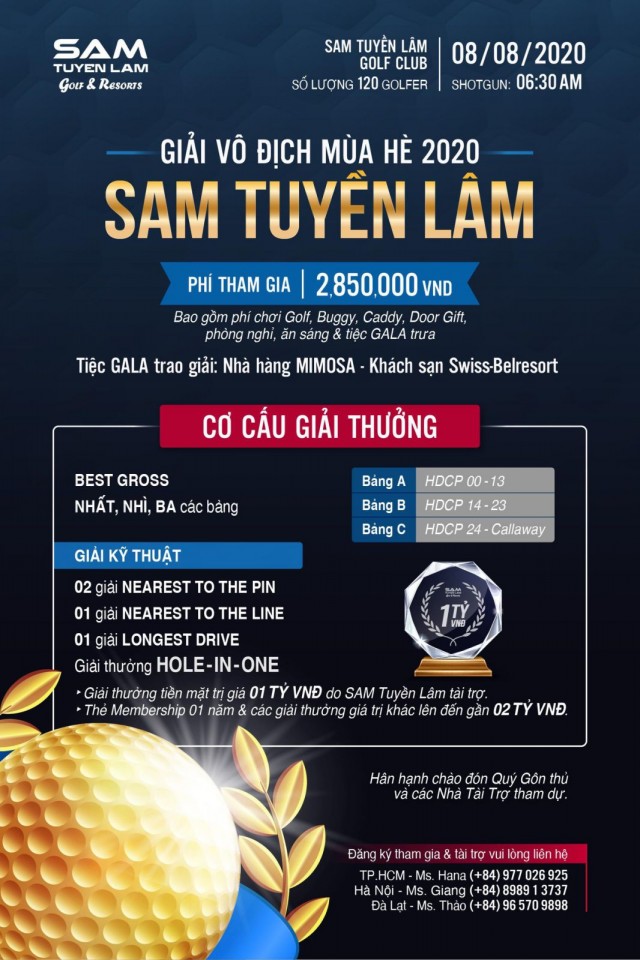 SAM
TUYEN LAM
GOLF & RESORTS
SAM TUYỀN LÂM
GOLF CLUB
SỐ LƯỢNG 120 GOLFER
08/08/2020
SHOTGUN: 06:30 AM
GIẢI VÔ ĐỊCH MÙA HÈ 2020
SAM TUYỀN LÂM
PHÍ THAM GIA | 2,850,000 VND
Bao gồm phí chơi Golf, Buggy, Caddy, Door Gift,
phòng nghỉ, ăn sáng & tiệc GALA trưa
Tiệc GALA trao giải: Nhà hàng MIMOSA - Khách sạn Swiss-Belresort
CƠ CẤU GIẢI THƯỞNG
BEST GROSS
NHẤT, NHÌ, BA các bảng
Bảng A HDCP 00 - 13
Bảng B HDCP 14 - 23
Bảng C HDCP 24 - Callaway
GIẢI KỸ THUẬT
02 giải NEAREST TO THE PIN
01 giải NEAREST TO THE LINE
01 giải LONGEST DRIVE
Giải thưởng HOLE-IN-ONE
SAM
TUYEN LAM
Golf & Resorts
1 TỶ
VNĐ
‣ Giải thưởng tiền mặt trị giá 01 TỶ VNĐ do SAM Tuyền Lâm tài trợ.
‣ Thẻ Membership 01 năm & các giải thưởng giá trị khác lên đến gần 02 TỶ VNĐ.
Hân hạnh chào đón Quý Gôn thủ
và các Nhà Tài Trợ tham dự.
Đăng ký tham gia & tài trợ vui lòng liên hệ
TP.HCM - Ms. Hana (+84) 977 026 925
Hà Nội - Ms. Giang (+84) 8989 1 3737
Đà Lạt - Ms. Thảo (+84) 96 570 9898